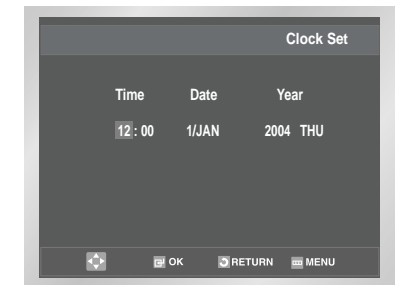 Clock Set
Time Date Year
12 : 00 1/JAN 2004 THU
OK RETURN MENU